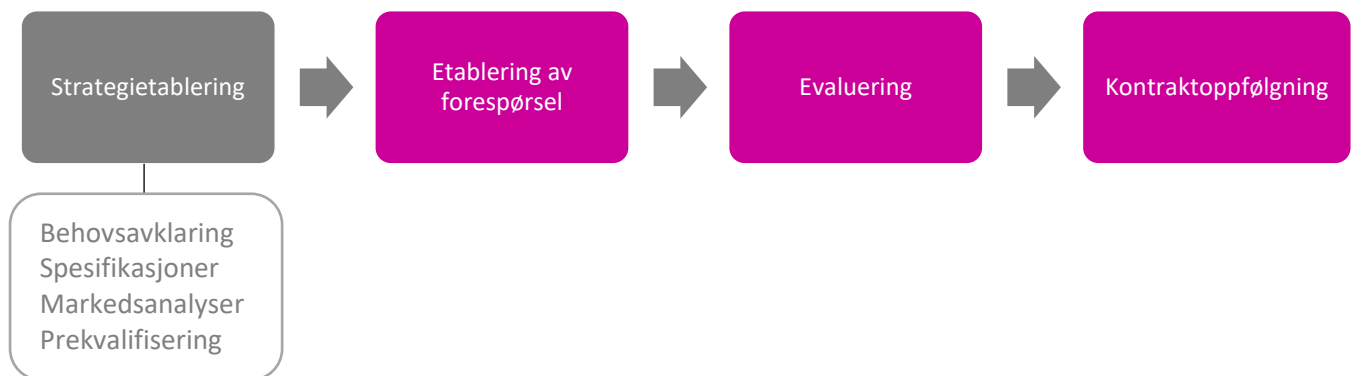 Strategietablering
Etablering av
forespørsel
Evaluering
Kontraktoppfølgning
Behovsavklaring
Spesifikasjoner
Markedsanalyser
Prekvalifisering